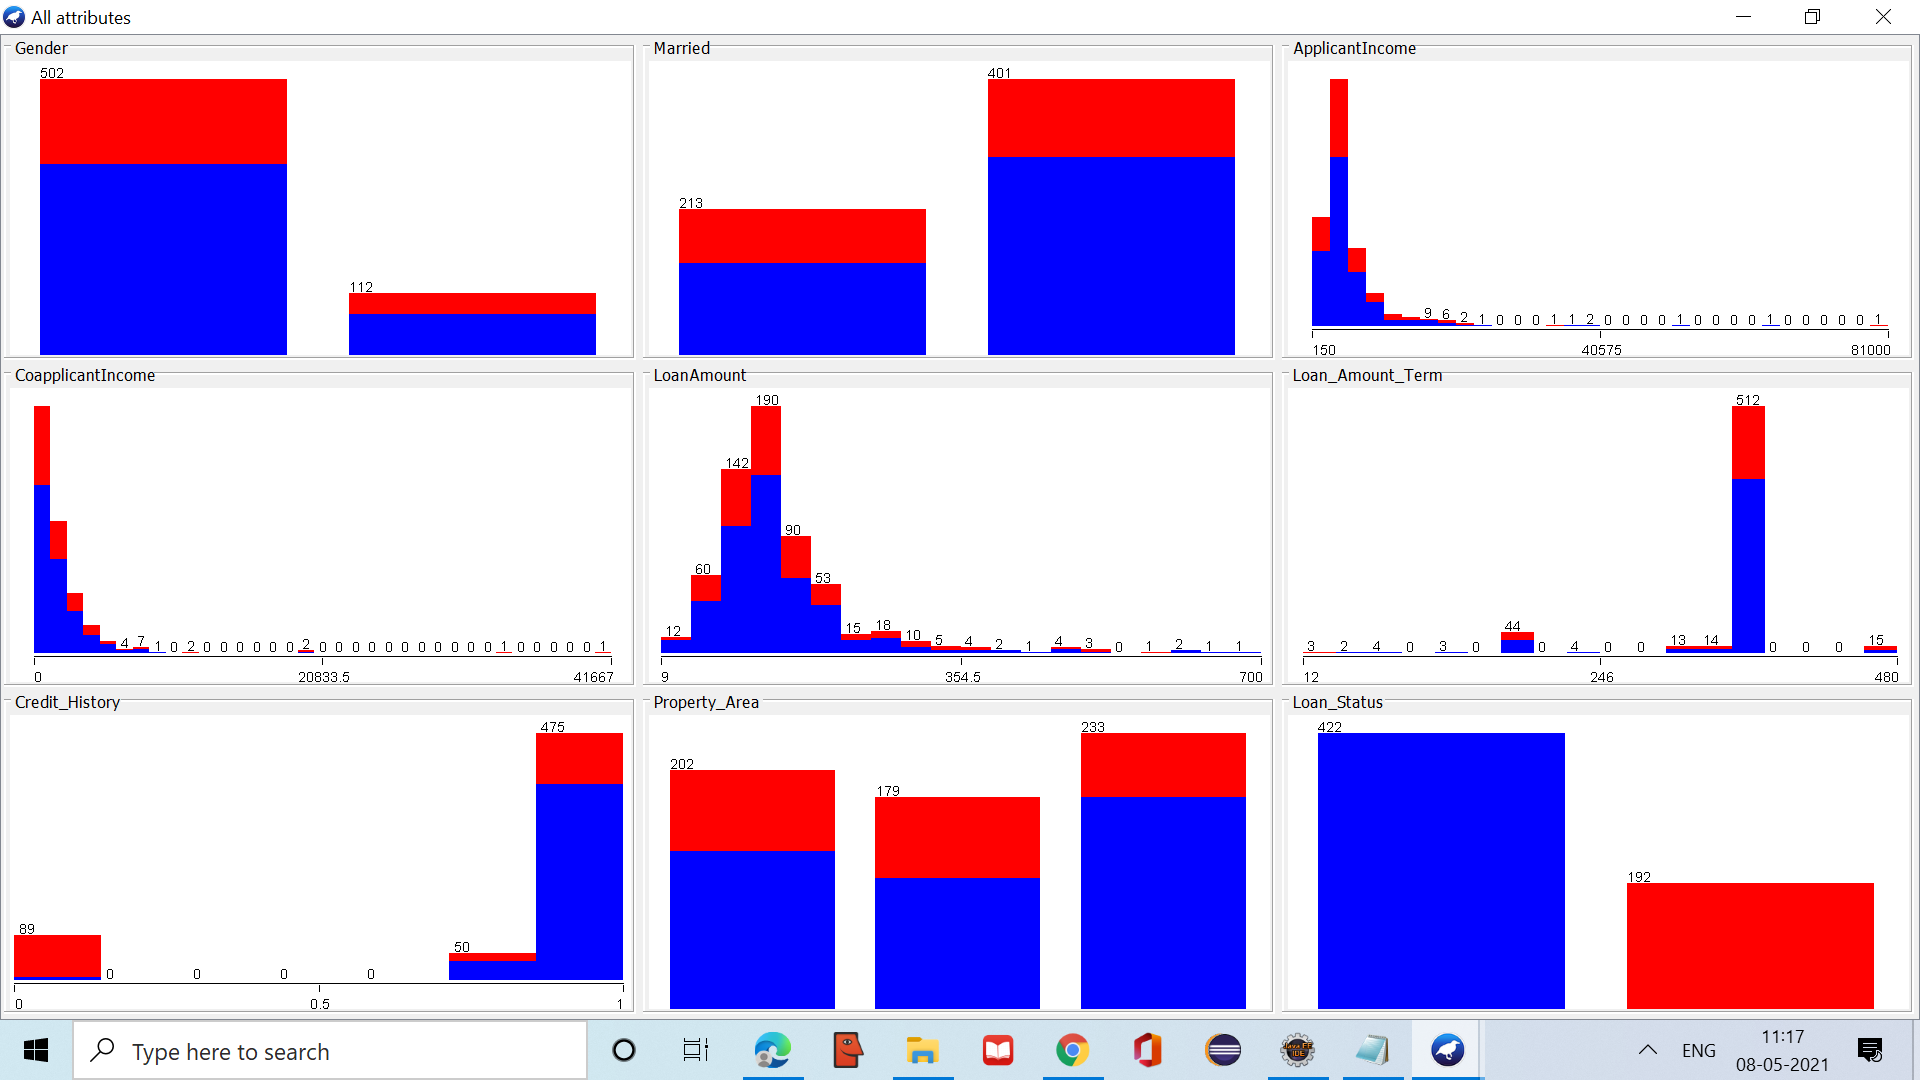 All attributes
Gender
502
112
Married
401
213
ApplicantIncome
9 6 2 1 0 0 0 1 1 2 0 0 0 0 1 0 0 0 0 1 0 0 0 0 0 1
150 40575 81000
CoapplicantIncome
4 7 1 0 2 0 0 0 0 0 0 2 0 0 0 0 0 0 0 0 0 0 0 1 0 0 0 0 0 1
0 20833.5 41667
LoanAmount
190
142
90
60
53
12 15 18 10 5 4 2 1 4 3 0 1 2 1 1
9 354.5 700
Loan_Amount_Term
512
44
3 2 4 0 3 0 0 4 0 0 13 14 0 0 0 15
12 246 480
Credit_History
475
89
50
0 0 0 0
0 0.5 1
Property_Area
233
202
179
Loan_Status
422
192
Type here to search
Java EE
IDE
ENG
11:17
08-05-2021